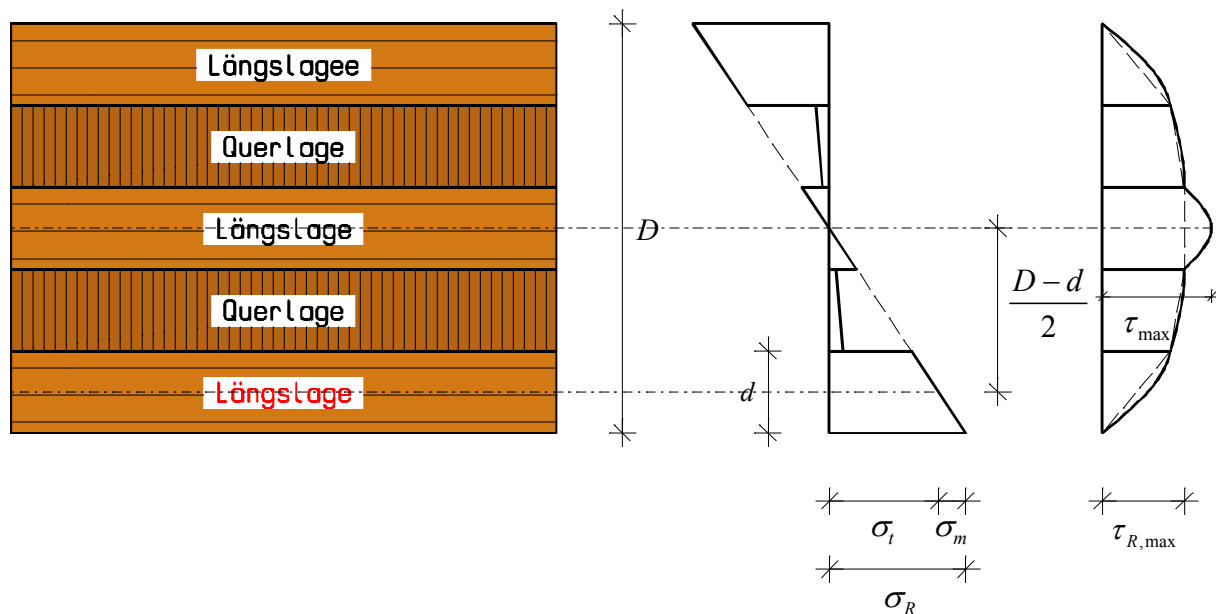 Längslagee
Querlage
Längslage
Querlage
Längslage
D
d
D − d
2
σt
σm
σR
τmax
τR,max